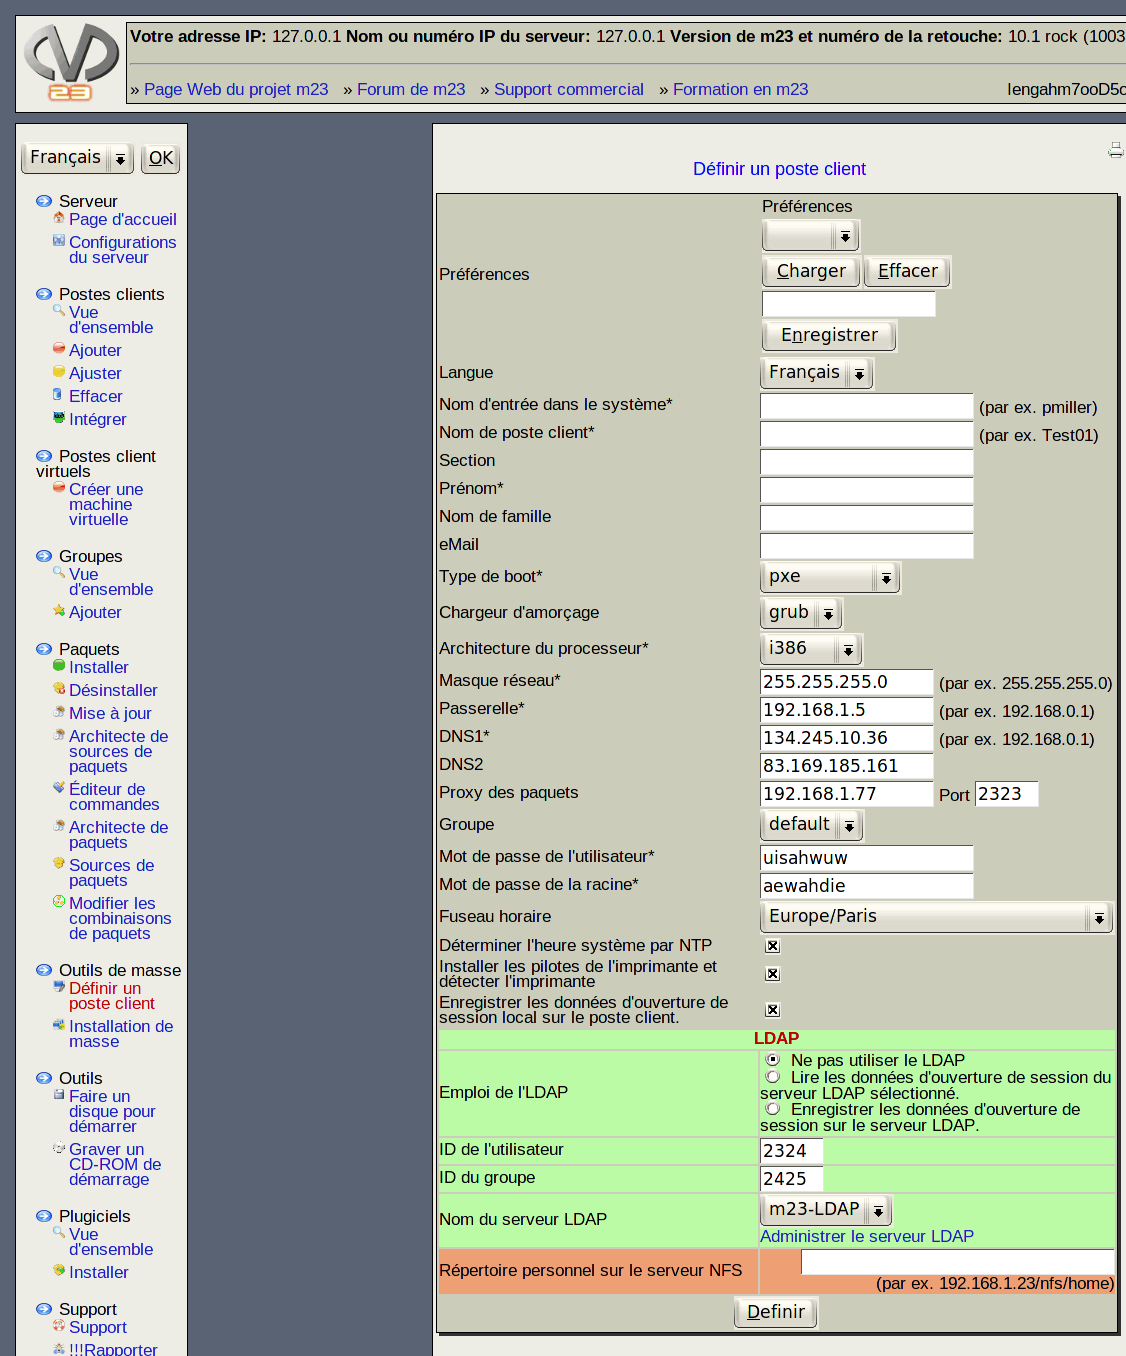 Votre adresse IP: 127.0.0.1 Nom ou numéro IP du serveur: 127.0.0.1 Version de m23 et numéro de la retouche: 10.1 rock (1003
» Page Web du projet m23 » Forum de m23 » Support commercial » Formation en m23
23
Français OK
Serveur
Page d'accueil
Configurations
du serveur
Postes clients
Vue
d'ensemble
Ajouter
Ajuster
Effacer
Intégrer
Postes client
virtuels
Créer une
machine
virtuelle
Groupes
Vue
d'ensemble
Ajouter
Paquets
Installer
Désinstaller
Mise à jour
Architecte de
sources de
paquets
Éditeur de
commandes
Architecte de
paquets
Sources de
paquets
Modifier les
combinaisons
de paquets
Outils de masse
Définir un
poste client
Installation de
masse
Outils
Faire un
disque pour
démarrer
Graver un
CD-ROM de
démarrage
Plugiciels
Vue
d'ensemble
Installer
Support
Support
!!!Rapporter
Définir un poste client
Préférences
Préférences
Charger Effacer
Enregistrer
Langue Français
Nom d'entrée dans le système* (par ex. pmiller)
Nom de poste client* (par ex. Test01)
Section
Prénom*
Nom de famille
eMail
Type de boot* pxe
Chargeur d'amorçage grub
Architecture du processeur* i386
Masque réseau* 255.255.255.0 (par ex. 255.255.255.0)
Passerelle* 192.168.1.5 (par ex. 192.168.0.1)
DNS1* 134.245.10.36 (par ex. 192.168.0.1)
DNS2 83.169.185.161
Proxy des paquets 192.168.1.77 Port 2323
Groupe default
Mot de passe de l'utilisateur* uisahwuw
Mot de passe de la racine* aewahdie
Fuseau horaire Europe/Paris
Déterminer l'heure système par NTP
Installer les pilotes de l'imprimante et
détecter l'imprimante
Enregistrer les données d'ouverture de
session local sur le poste client.
LDAP
Emploi de l'LDAP
Ne pas utiliser le LDAP
Lire les données d'ouverture de session du
serveur LDAP sélectionné.
Enregistrer les données d'ouverture de
session sur le serveur LDAP.
ID de l'utilisateur 2324
ID du groupe 2425
Nom du serveur LDAP m23-LDAP
Administrer le serveur LDAP
Répertoire personnel sur le serveur NFS
(par ex. 192.168.1.23/nfs/home)
Definir